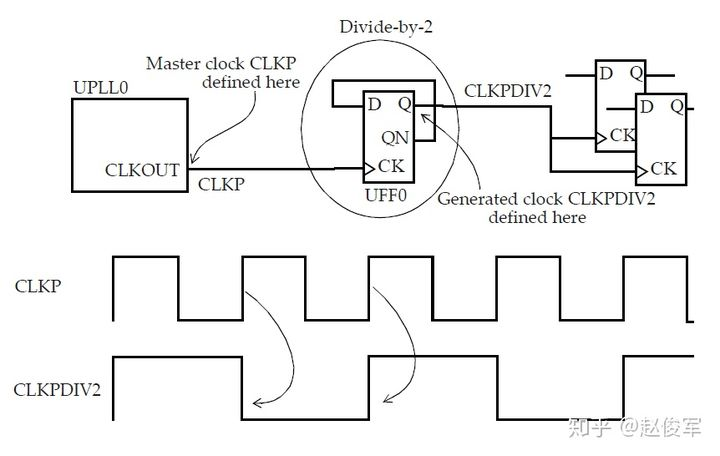 Divide-by-2
Master clock CLKP
defined here
UPLL0
CLKOUT
CLKP
D Q
QN
CK
UFF0
CLKPDIV2
Generated clock CLKPDIV2
defined here
D Q
CK
D Q
CK
CLKP
CLKPDIV2
知乎 @赵俊军